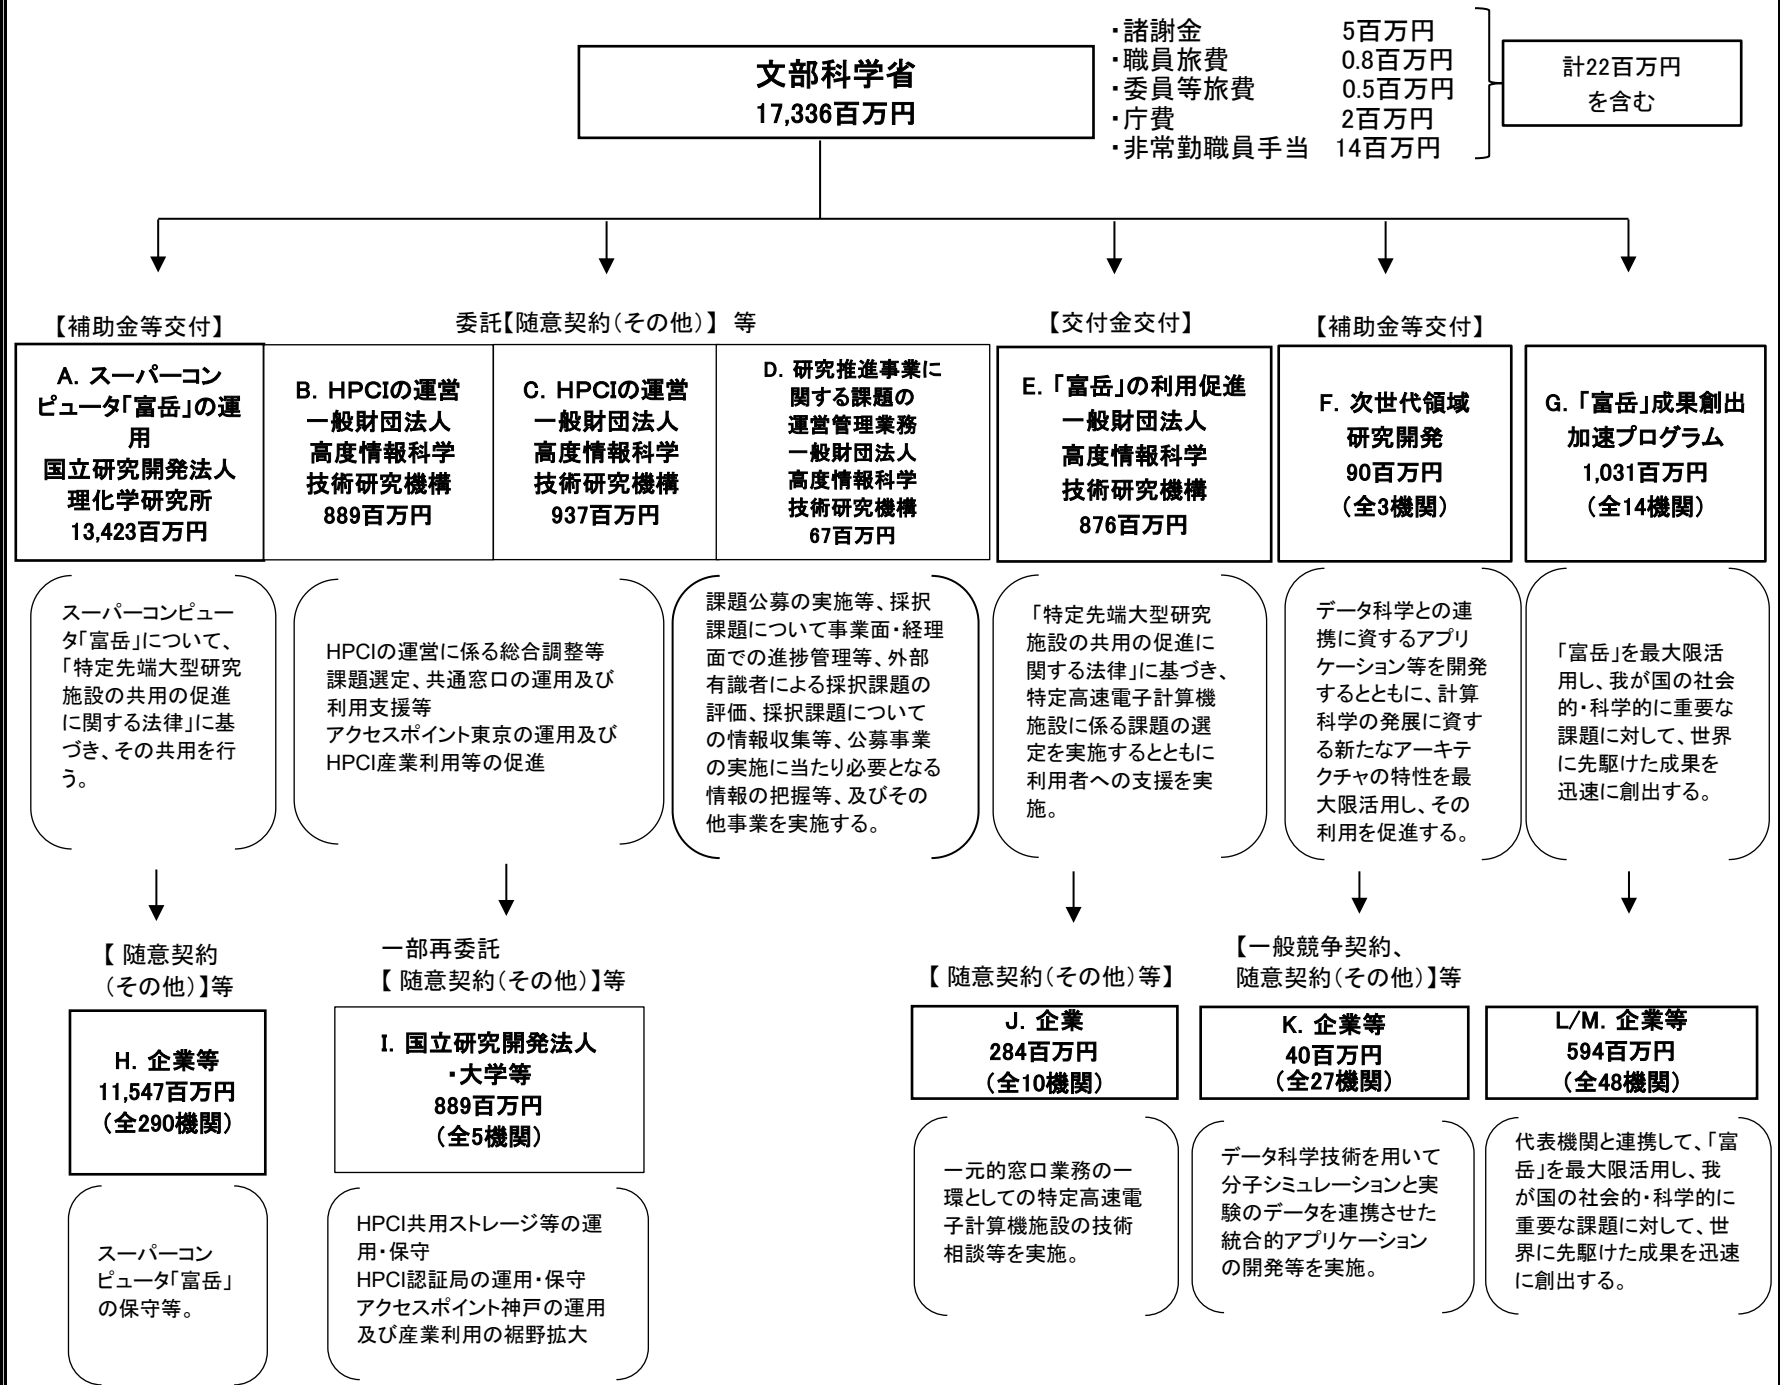 文部科学省
17,336百万円
・諸謝金 5百万円
・職員旅費 0.8百万円
・委員等旅費 0.5百万円
・庁費 2百万円
・非常勤職員手当 14百万円
計22百万円
を含む
【補助金等交付】
A. スーパーコン
ピュータ「富岳」の運
用
国立研究開発法人
理化学研究所
13,423百万円
委託【随意契約(その他)】 等
B. HPCIの運営
一般財団法人
高度情報科学
技術研究機構
889百万円
C. HPCIの運営
一般財団法人
高度情報科学
技術研究機構
937百万円
D. 研究推進事業に
関する課題の
運営管理業務
一般財団法人
高度情報科学
技術研究機構
67百万円
【交付金交付】
E. 「富岳」の利用促進
一般財団法人
高度情報科学
技術研究機構
876百万円
【補助金等交付】
F. 次世代領域
研究開発
90百万円
(全3機関)
G. 「富岳」成果創出
加速プログラム
1,031百万円
(全14機関)
スーパーコンピュー
タ「富岳」について、
「特定先端大型研究
施設の共用の促進
に関する法律」に基
づき、その共用を行
う。
HPCIの運営に係る総合調整等
課題選定、共通窓口の運用及び
利用支援等
アクセスポイント東京の運用及び
HPCI産業利用等の促進
課題公募の実施等、採択
課題について事業面・経理
面での進捗管理等、外部
有識者による採択課題の
評価、採択課題について
の情報収集等、公募事業
の実施に当たり必要となる
情報の把握等、及びその
他事業を実施する。
「特定先端大型研究
施設の共用の促進に
関する法律」に基づき、
特定高速電子計算機
施設に係る課題の選
定を実施するとともに
利用者への支援を実
施。
データ科学との連
携に資するアプリ
ケーション等を開発
するとともに、計算
科学の発展に資す
る新たなアーキテ
クチャの特性を最
大限活用し、その
利用を促進する。
「富岳」を最大限活
用し、我が国の社会
的・科学的に重要な
課題に対して、世界
に先駆けた成果を
迅速に創出する。
【 随意契約
(その他)】等
H. 企業等
11,547百万円
(全290機関)
一部再委託
【 随意契約(その他)】等
I. 国立研究開発法人
・大学等
889百万円
(全5機関)
【 随意契約(その他)等】
J. 企業
284百万円
(全10機関)
【一般競争契約、
随意契約(その他)】等
K. 企業等
40百万円
(全27機関)
L/M. 企業等
594百万円
(全48機関)
スーパーコン
ピュータ「富岳」
の保守等。
HPCI共用ストレージ等の運
用・保守
HPCI認証局の運用・保守
アクセスポイント神戸の運用
及び産業利用の裾野拡大
一元的窓口業務の一
環としての特定高速電
子計算機施設の技術
相談等を実施。
データ科学技術を用いて
分子シミュレーションと実
験のデータを連携させた
統合的アプリケーション
の開発等を実施。
代表機関と連携して、「富
岳」を最大限活用し、我
が国の社会的・科学的に
重要な課題に対して、世
界に先駆けた成果を迅速
に創出する。